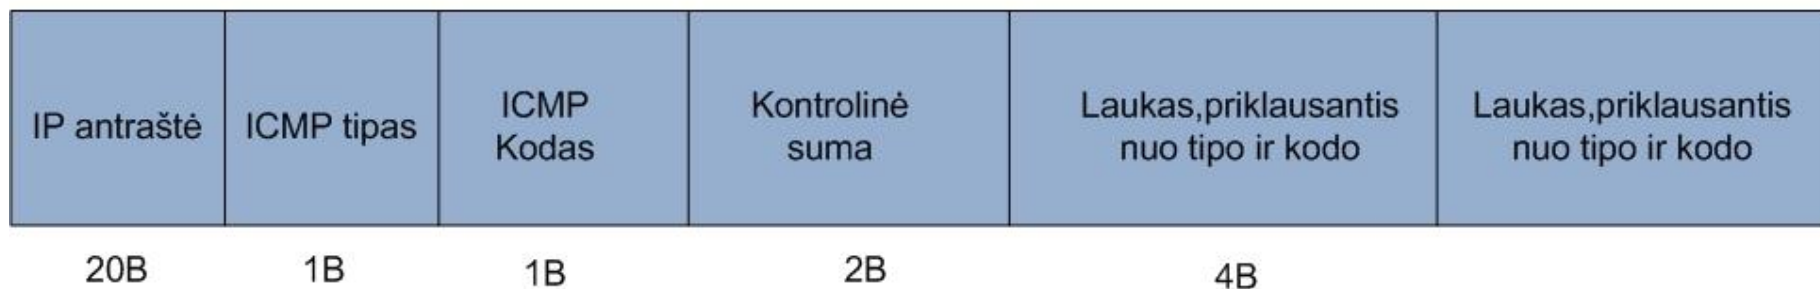 IP antraštė
ICMP tipas
ICMP
Kodas
Kontrolinė
suma
Laukas,priklausantis
nuo tipo ir kodo
Laukas,priklausantis
nuo tipo ir kodo
20B
1B
1B
2B
4B